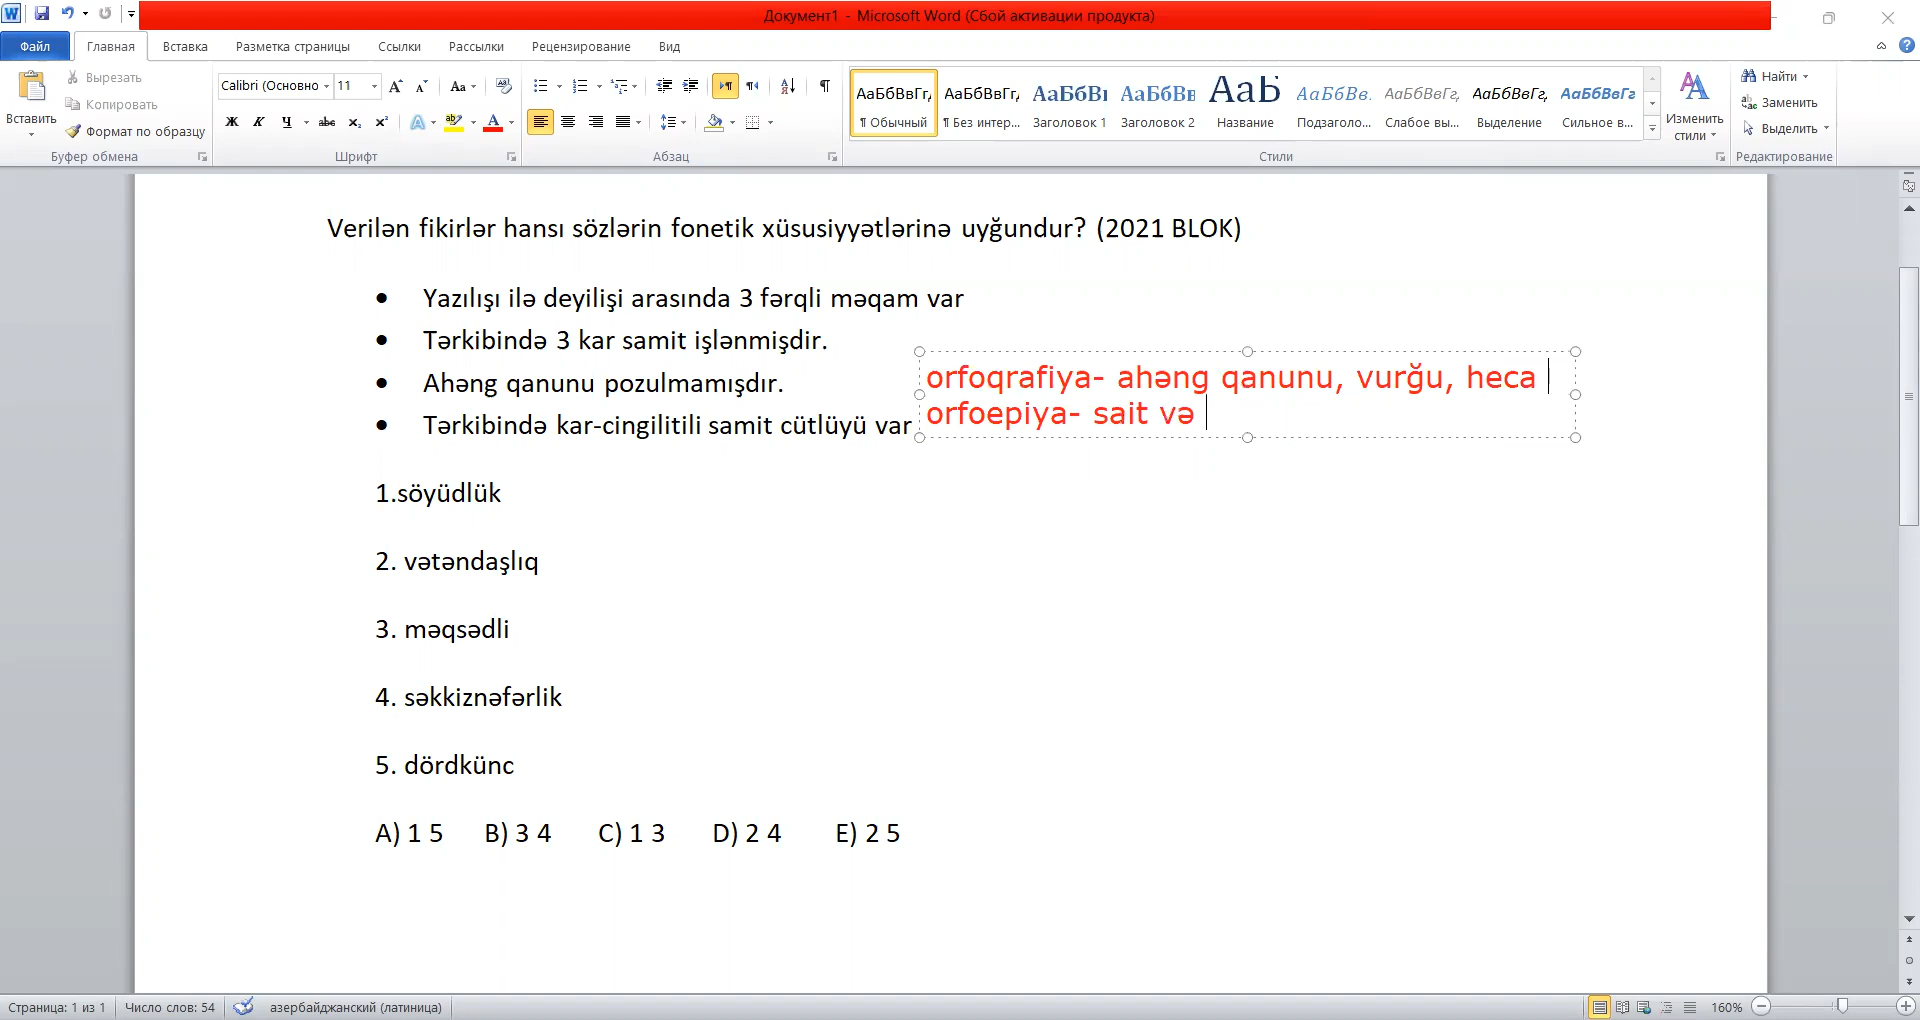 Документ1 - Microsoft Word (Сбой активации продукта)
Файл Главная Вставка Разметка страницы Ссылки Рассылки Рецензирование Вид
Вставить
Вырезать
Копировать
Формат по образцу
Буфер обмена
Calibri (Основно 11
Шрифт
Абзац
АаБбВвГг, АаБбВвГг, АаБбВı АаБбВв АаБ АаБбВв. АаБбВвГг, АаБбВвГг, АаБбВвГг
¶ Обычный ¶ Без интер... Заголовок 1 Заголовок 2 Название Подзаголо... Слабое вы... Выделение Сильное в...
Стили
Изменить стили
Найти
Заменить
Выделить
Редактирование
Verilən fikirlər hansı sözlərin fonetik xüsusiyyətlərinə uyğundur? (2021 BLOK)
• Yazılışı ilə deyilişi arasında 3 fərqli məqam var
• Tərkibində 3 kar samit işlənmişdir.
• Ahəng qanunu pozulmamışdır.
• Tərkibində kar-cingilitili samit cütlüyü var
orfoqrafiya- ahəng qanunu, vurğu, heca
orfoepiya- sait və
1.söyüdlük
2. vətəndaşlıq
3. məqsədli
4. səkkiznəfərlik
5. dördkünc
A) 1 5 B) 3 4 C) 1 3 D) 2 4 E) 2 5
Страница: 1 из 1 Число слов: 54 азербайджанский (латиница) 160%